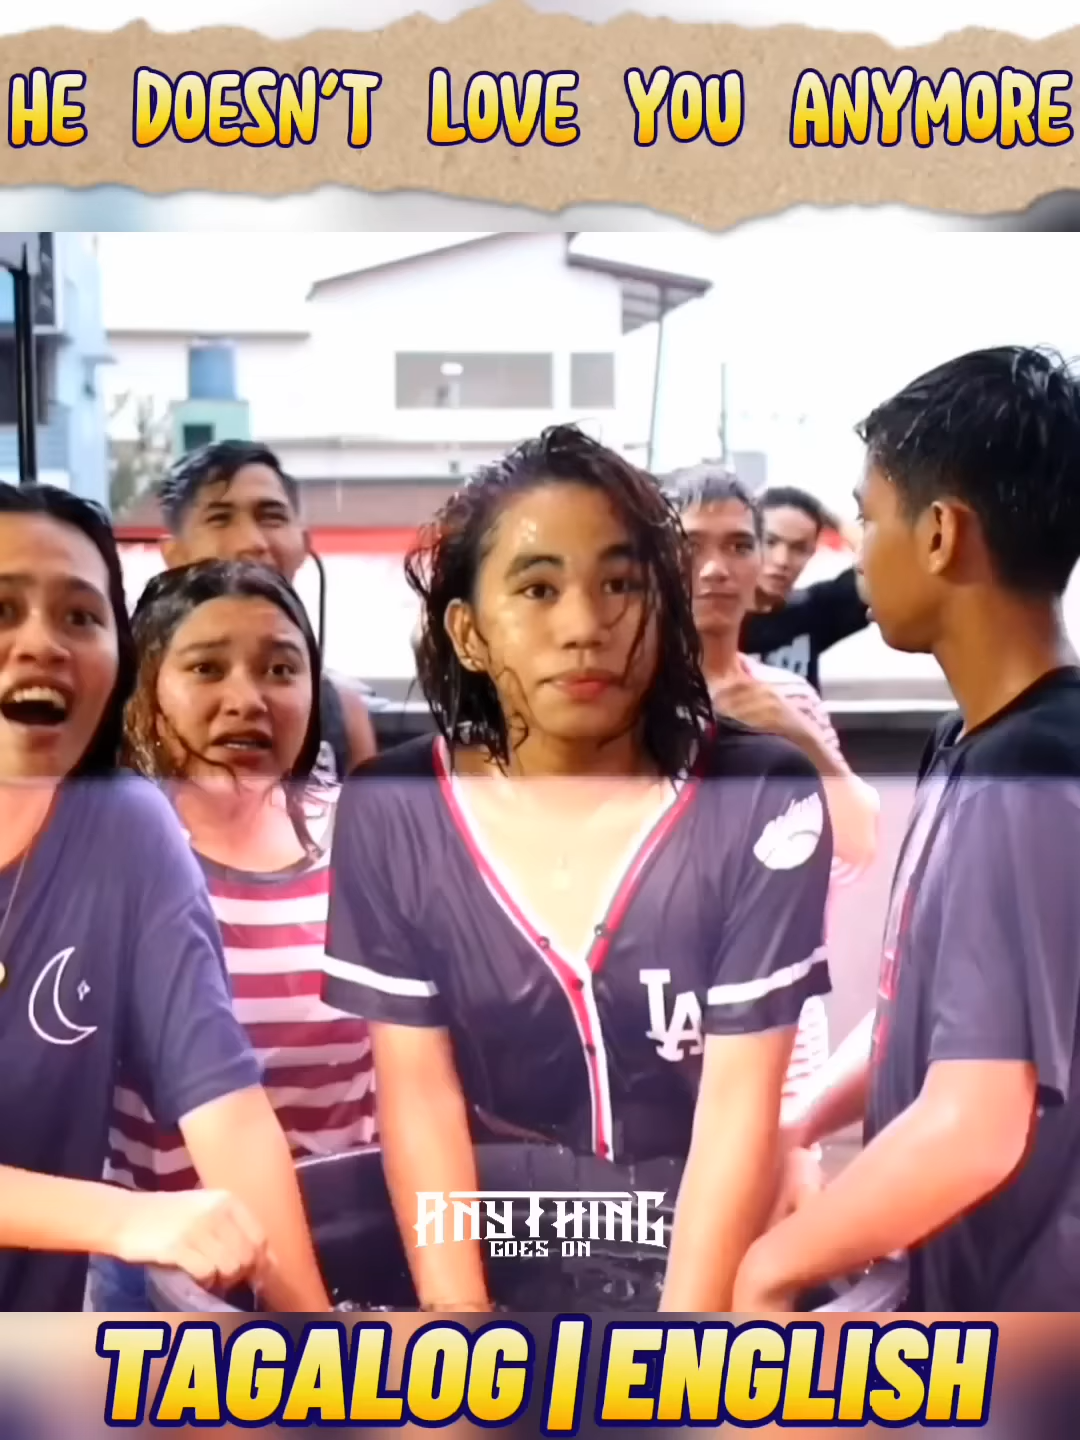 HE DOESN'T LOVE YOU ANYMORE
LA
ANYTHING
GOES ON
TAGALOG | ENGLISH